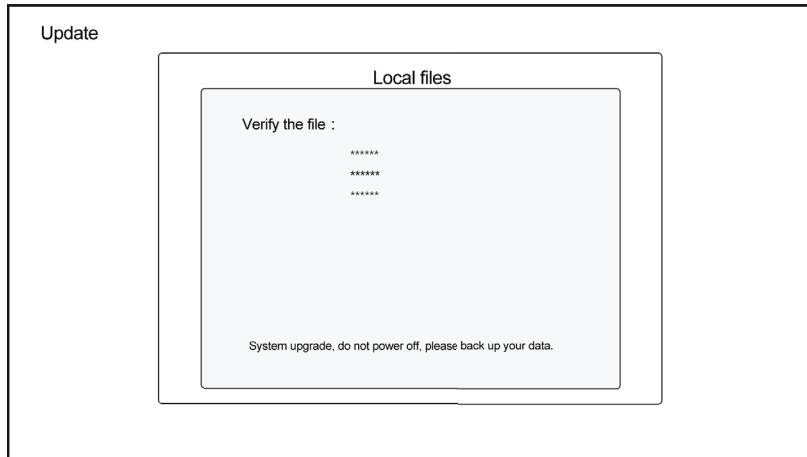 Update
Local files
Verify the file：
******
******
******
System upgrade, do not power off, please back up your data.